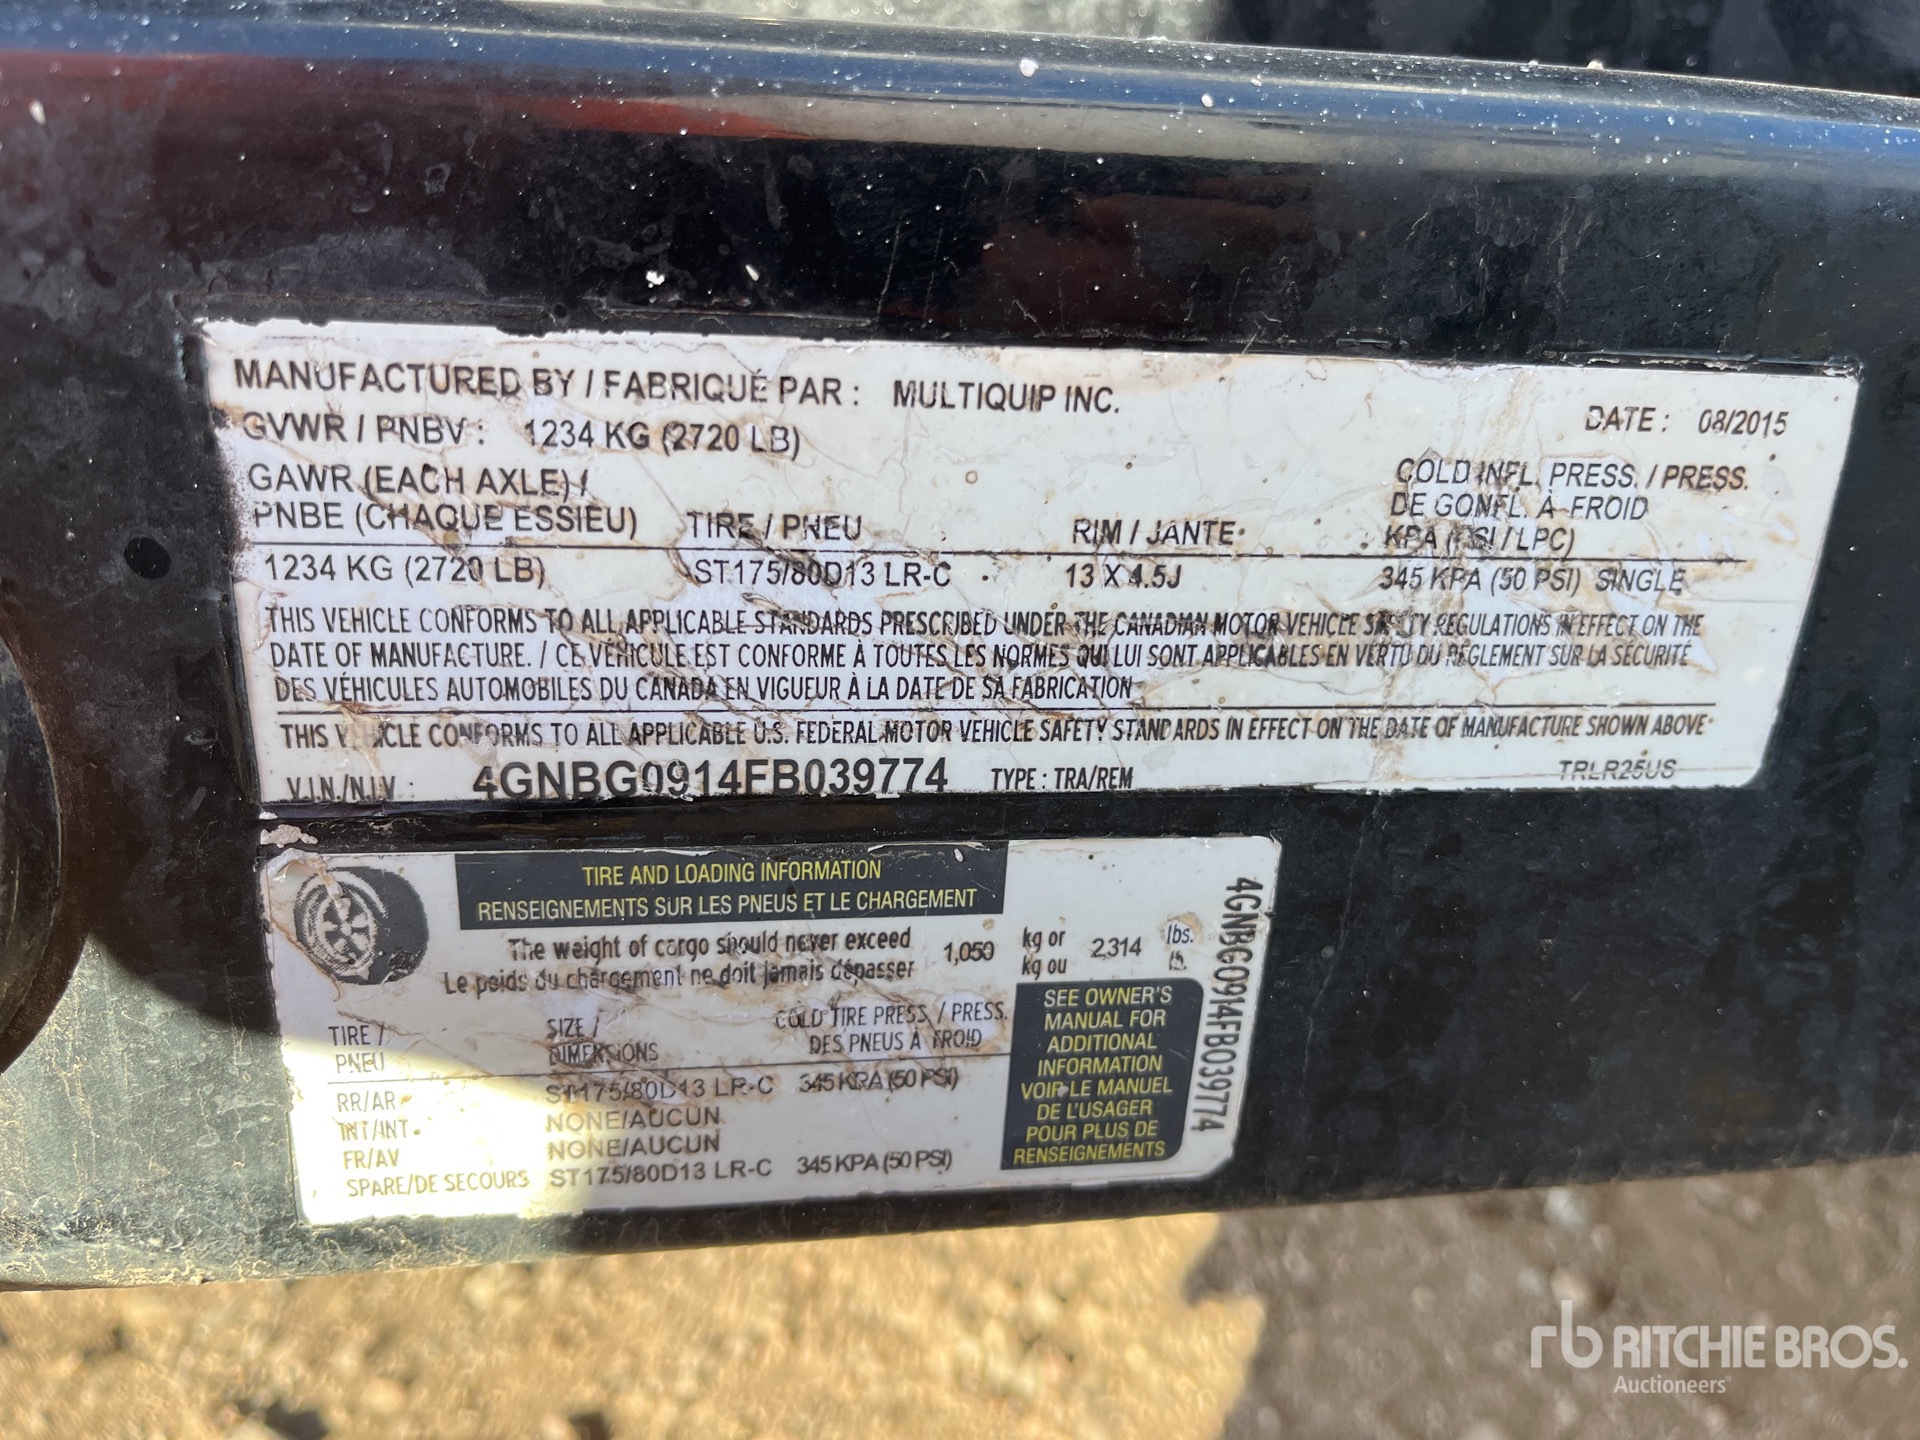 MANUFACTURED BY / FABRIQUÉ PAR : MULTIQUIP INC.
DATE : 08/2015
GVWR / PNBV : 1234 KG (2720 LB)
GAWR (EACH AXLE) /
PNBE (CHAQUE ESSIEU) TIRE / PNEU RIM / JANTE
COLD INFL. PRESS. / PRESS.
DE GONFL. À FROID
KPA (PSI / LPC)
1234 KG (2720 LB) ST175/80D13 LR-C 13 X 4.5J 345 KPA (50 PSI) SINGLE
THIS VEHICLE CONFORMS TO ALL APPLICABLE STANDARDS PRESCRIBED UNDER THE CANADIAN MOTOR VEHICLE SAFETY REGULATIONS IN EFFECT ON THE
DATE OF MANUFACTURE. / CE VÉHICULE EST CONFORME À TOUTES LES NORMES QUI LUI SONT APPLICABLES EN VERTU DU RÈGLEMENT SUR LA SÉCURITÉ
DES VÉHICULES AUTOMOBILES DU CANADA EN VIGUEUR À LA DATE DE SA FABRICATION
THIS VEHICLE CONFORMS TO ALL APPLICABLE U.S. FEDERAL MOTOR VEHICLE SAFETY STANDARDS IN EFFECT ON THE DATE OF MANUFACTURE SHOWN ABOVE
V.I.N./N.I.V : 4GNBG0914FB039774 TYPE : TRA/REM TRLR25US
TIRE AND LOADING INFORMATION
RENSEIGNEMENTS SUR LES PNEUS ET LE CHARGEMENT
The weight of cargo should never exceed
Le poids du chargement ne doit jamais dépasser
1,050 kg or
kg ou 2,314 lbs.
lb.
TIRE /
PNEU
SIZE /
DIMENSIONS
COLD TIRE PRESS. / PRESS.
DES PNEUS À FROID
RR/AR ST175/80D13 LR-C 345 KPA (50 PSI)
INT/INT NONE/AUCUN
FR/AV NONE/AUCUN
SPARE/DE SECOURS ST175/80D13 LR-C 345 KPA (50 PSI)
SEE OWNER'S
MANUAL FOR
ADDITIONAL
INFORMATION
VOIR LE MANUEL
DE L'USAGER
POUR PLUS DE
RENSEIGNEMENTS
4GNBG0914FB039774
rb RITCHIE BROS.
Auctioneers